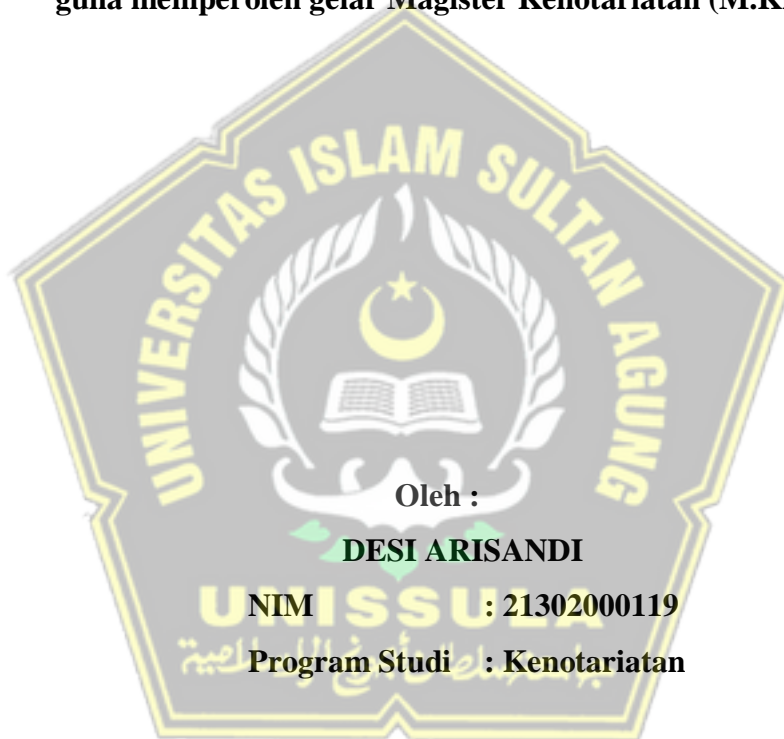 guna memperoleh gelar Magister Kenotariatan
UNIVERSITAS ISLAM SULTAN AGUNG
Oleh :
DESI ARISANDI
UNISSULA
NIM : 21302000119
Program Studi : Kenotariatan